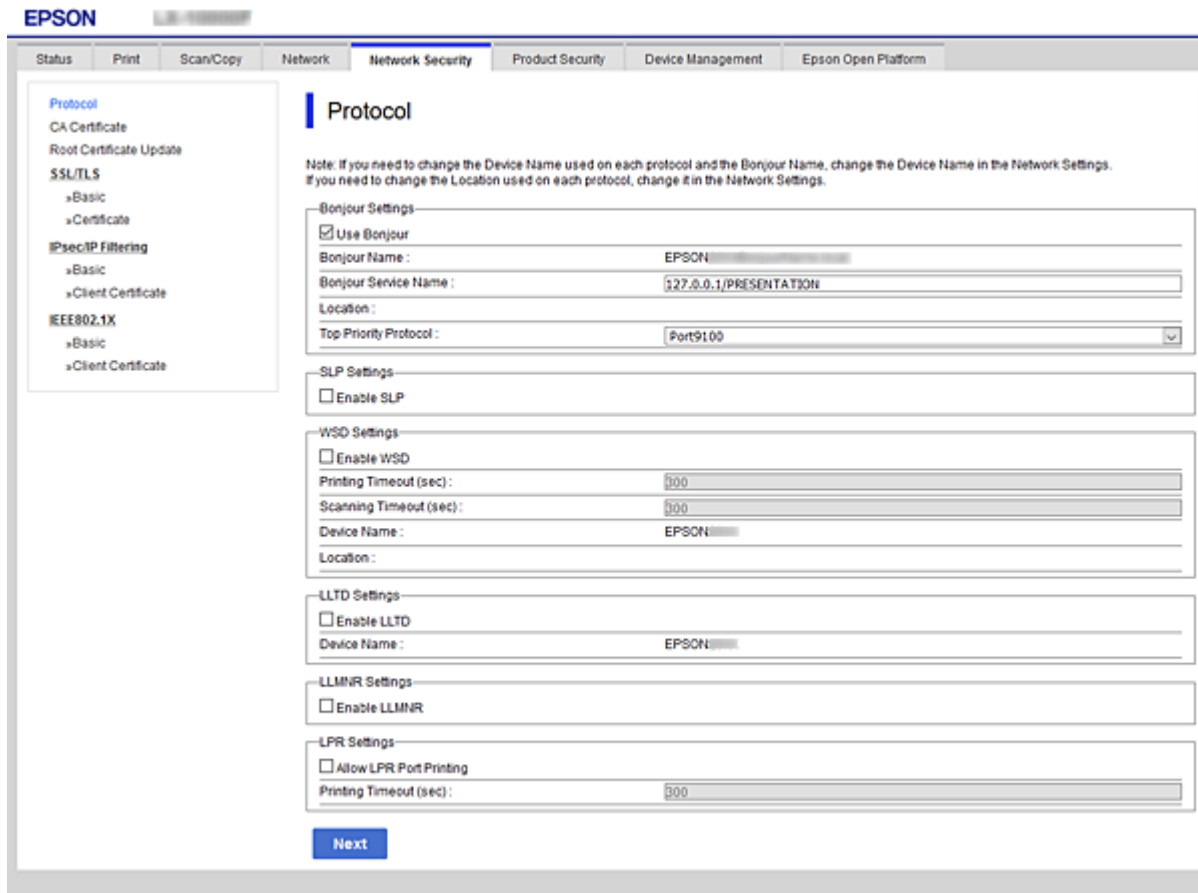 EPSON
Status Print Scan/Copy Network Network Security Product Security Device Management Epson Open Platform
Protocol
CA Certificate
Root Certificate Update
SSL/TLS
»Basic
»Certificate
IPsec/IP Filtering
»Basic
»Client Certificate
IEEE802.1X
»Basic
»Client Certificate
Protocol
Note: If you need to change the Device Name used on each protocol and the Bonjour Name, change the Device Name in the Network Settings.
If you need to change the Location used on each protocol, change it in the Network Settings.
Bonjour Settings
Use Bonjour
Bonjour Name : EPSON
Bonjour Service Name : 127.0.0.1/PRESENTATION
Location :
Top Priority Protocol : Port9100
SLP Settings
Enable SLP
WSD Settings
Enable WSD
Printing Timeout (sec) : 300
Scanning Timeout (sec) : 300
Device Name : EPSON
Location :
LLTD Settings
Enable LLTD
Device Name : EPSON
LLMNR Settings
Enable LLMNR
LPR Settings
Allow LPR Port Printing
Printing Timeout (sec) : 300
Next